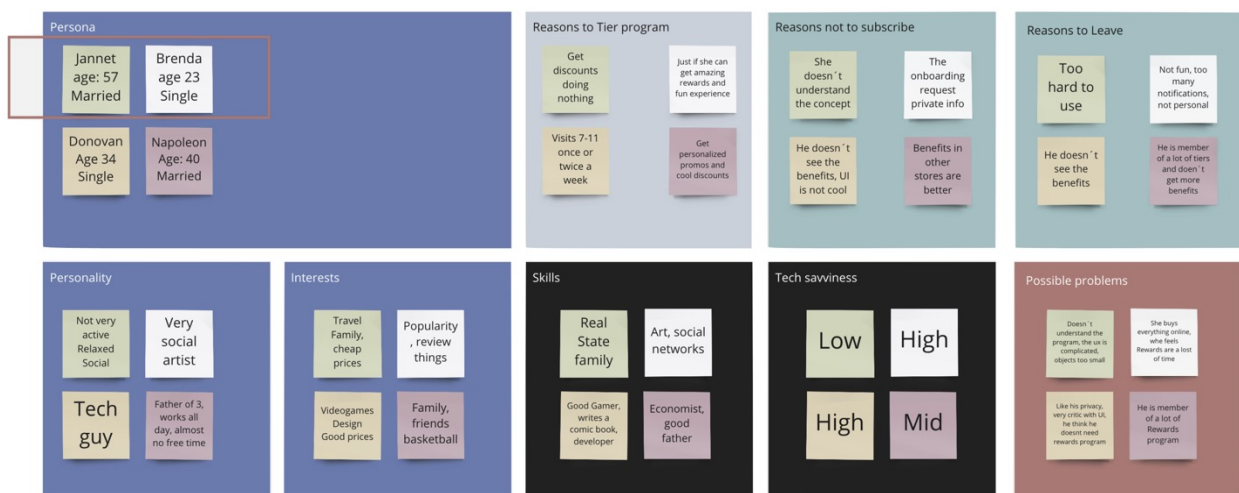 Persona
Jannet
age: 57
Married
Brenda
age 23
Single
Donovan
Age 34
Single
Napoleon
Age: 40
Married
Reasons to Tier program
Get
discounts
doing
nothing
Just if she can
get amazing
rewards and
fun experience
Visits 7-11
once or
twice a
week
Get
personalized
promos and
cool discounts
Reasons not to subscribe
She
doesn´t
understand
the concept
The
onboarding
request
private info
He doesn´t
see the
benefits, UI
is not cool
Benefits in
other
stores are
better
Reasons to Leave
Too
hard to
use
Not fun, too
many
notifications,
not personal
He doesn´t
see the
benefits
He is member
of a lot of tiers
and doen´t
get more
benefits
Personality
Not very
active
Relaxed
Social
Very
social
artist
Tech
guy
Father of 3,
works all
day, almost
no free time
Interests
Travel
Family,
cheap
prices
Popularity
, review
things
Videogames
Design
Good prices
Family,
friends
basketball
Skills
Real
State
family
Art, social
networks
Good Gamer,
writes a
comic book,
developer
Economist,
good
father
Tech savviness
Low
High
High
Mid
Possible problems
Doesn´t
understand the
program, the ux is
complicated,
objects too small
She buys
everything online,
whe feels
Rewards are a lost
of time
Like his privacy,
very critic with UI,
he think he
doesnt need
rewards program
He is member
of a lot of
Rewards
program